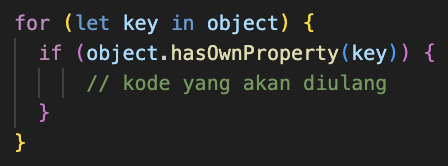 for (let key in object) {
  if (object.hasOwnProperty(key)) {
    // kode yang akan diulang
  }
}